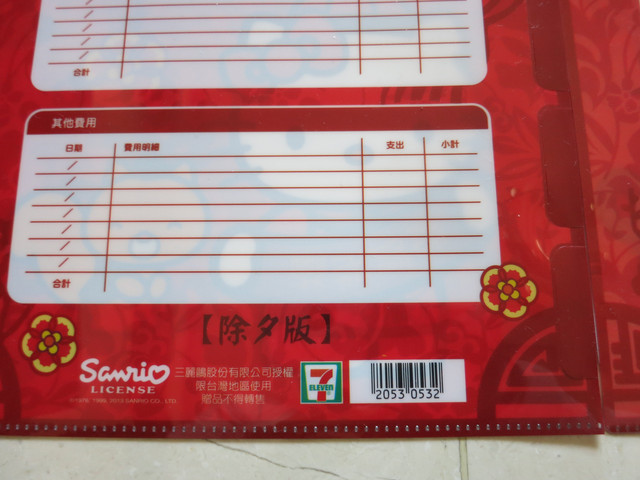 合計
其他費用
日期 費用明細 支出 小計
合計
【除夕版】
Sanrio
LICENSE
三麗鷗股份有限公司授權
限台灣地區使用
贈品不得轉售
7
ELEVEN
2053 0532